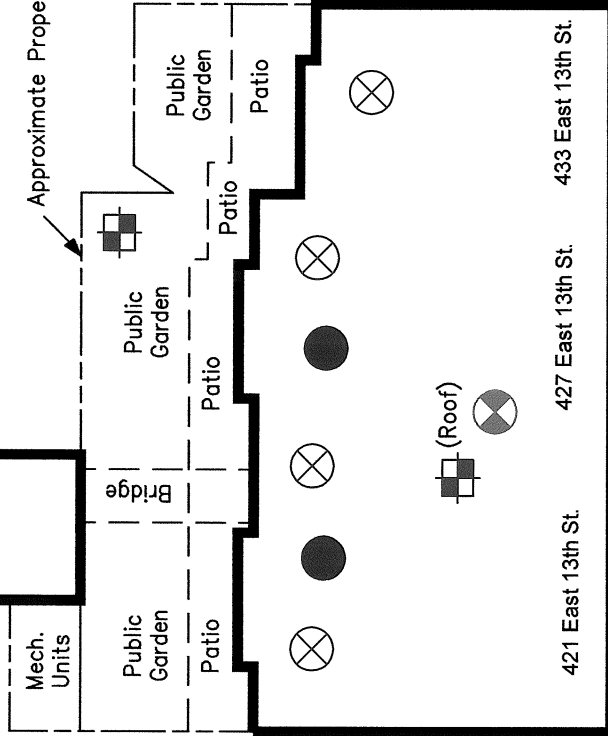 Approximate Prope
Public
Garden
Patio
433 East 13th St.
Patio
Public
Garden
Patio
427 East 13th St.
(Roof)
Bridge
Mech.
Units
Public
Garden
Patio
421 East 13th St.